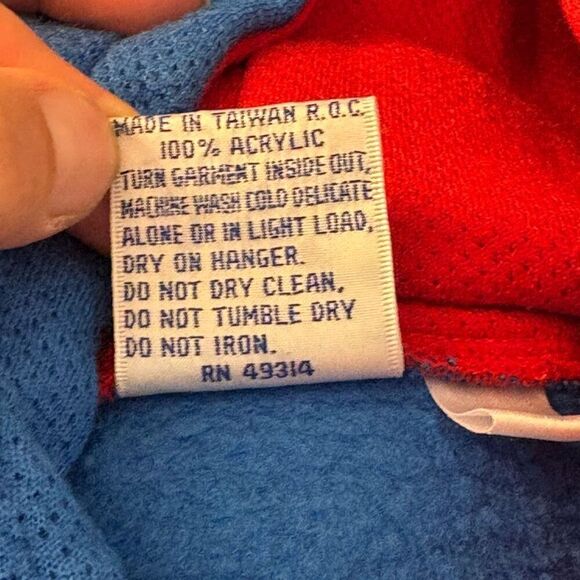 MADE IN TAIWAN R.O.C.
100% ACRYLIC
TURN GARMENT INSIDE OUT,
MACHINE WASH COLD DELICATE
ALONE OR IN LIGHT LOAD,
DRY ON HANGER.
DO NOT DRY CLEAN,
DO NOT TUMBLE DRY
DO NOT IRON.
RN 49314